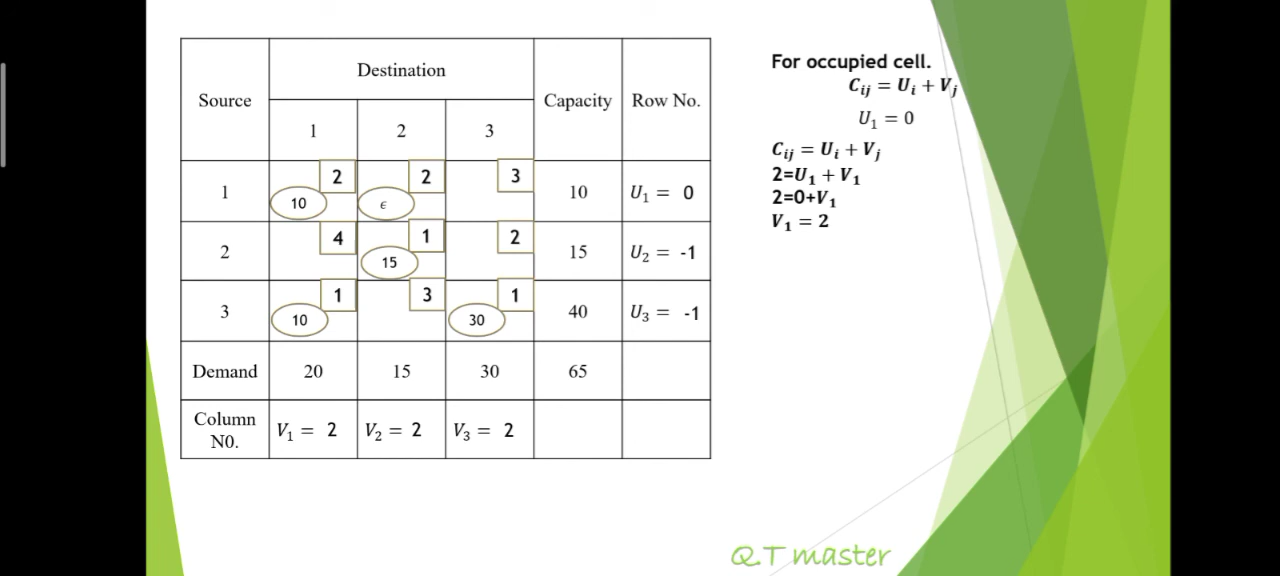 Source Destination Capacity Row No.
1 2 3
1 2 2 3 10 U₁ = 0
10 ϵ
2 4 1 2 15 U₂ = -1
15
3 1 3 1 40 U₃ = -1
10 30
Demand 20 15 30 65
Column N0. V₁ = 2 V₂ = 2 V₃ = 2
For occupied cell.
Cᵢⱼ = Uᵢ + Vⱼ
U₁ = 0
Cᵢⱼ = Uᵢ + Vⱼ
2=U₁ + V₁
2=0+V₁
V₁ = 2
Q.T master